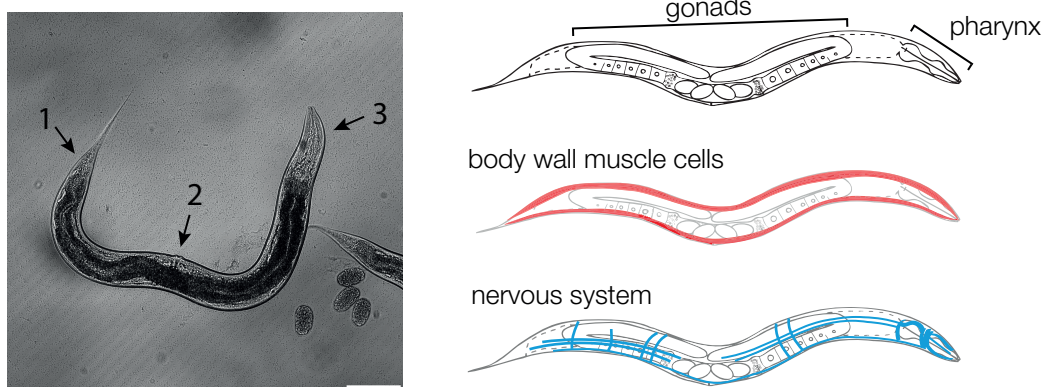 1
2
3
gonads
pharynx
body wall muscle cells
nervous system